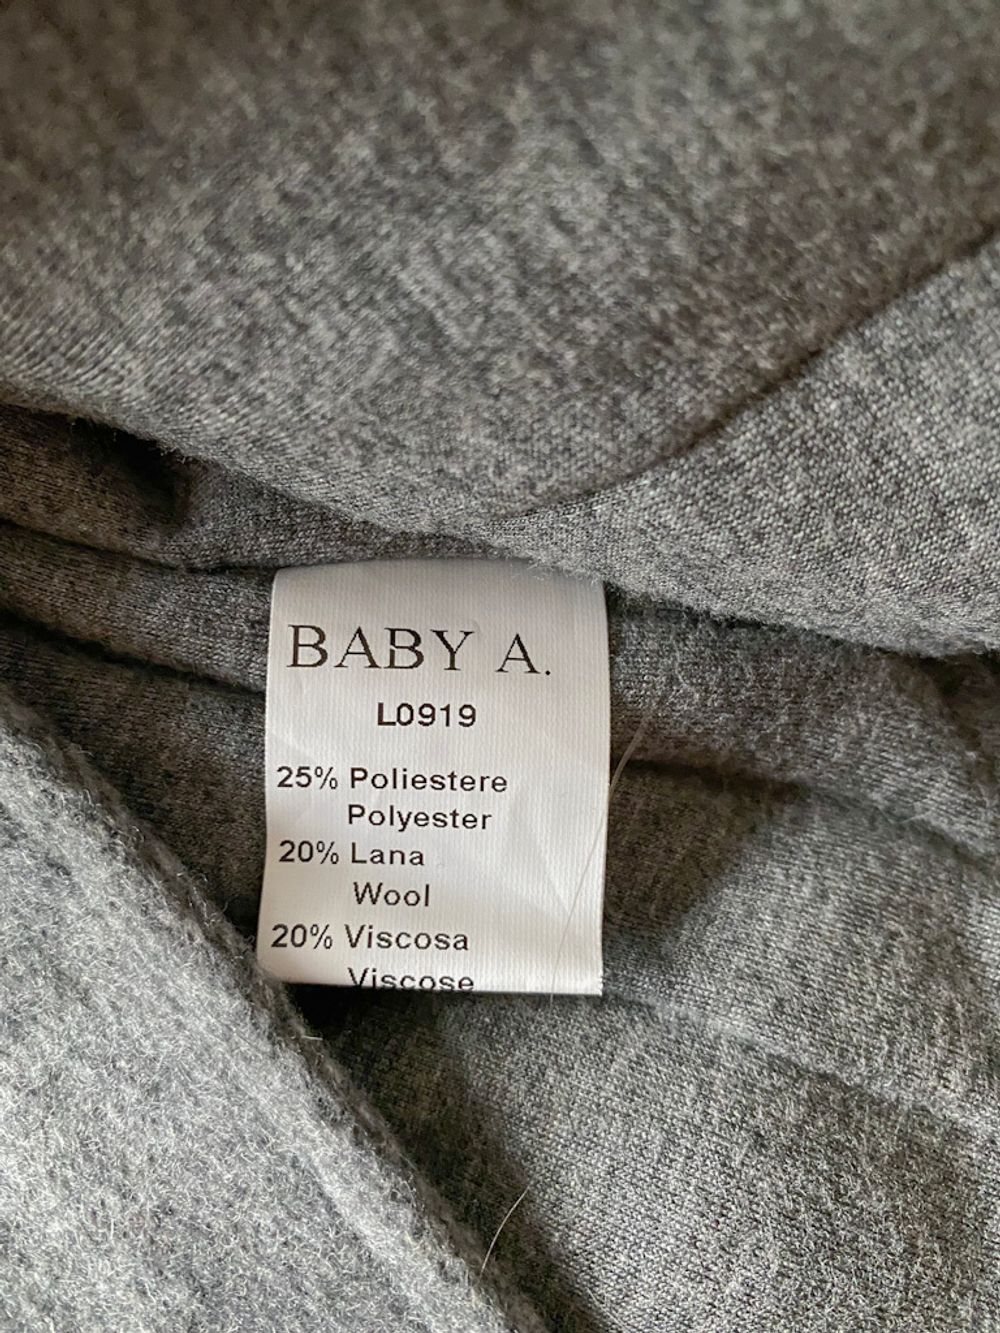 BABY A.
L0919
25% Poliestere
Polyester
20% Lana
Wool
20% Viscosa
Viscose